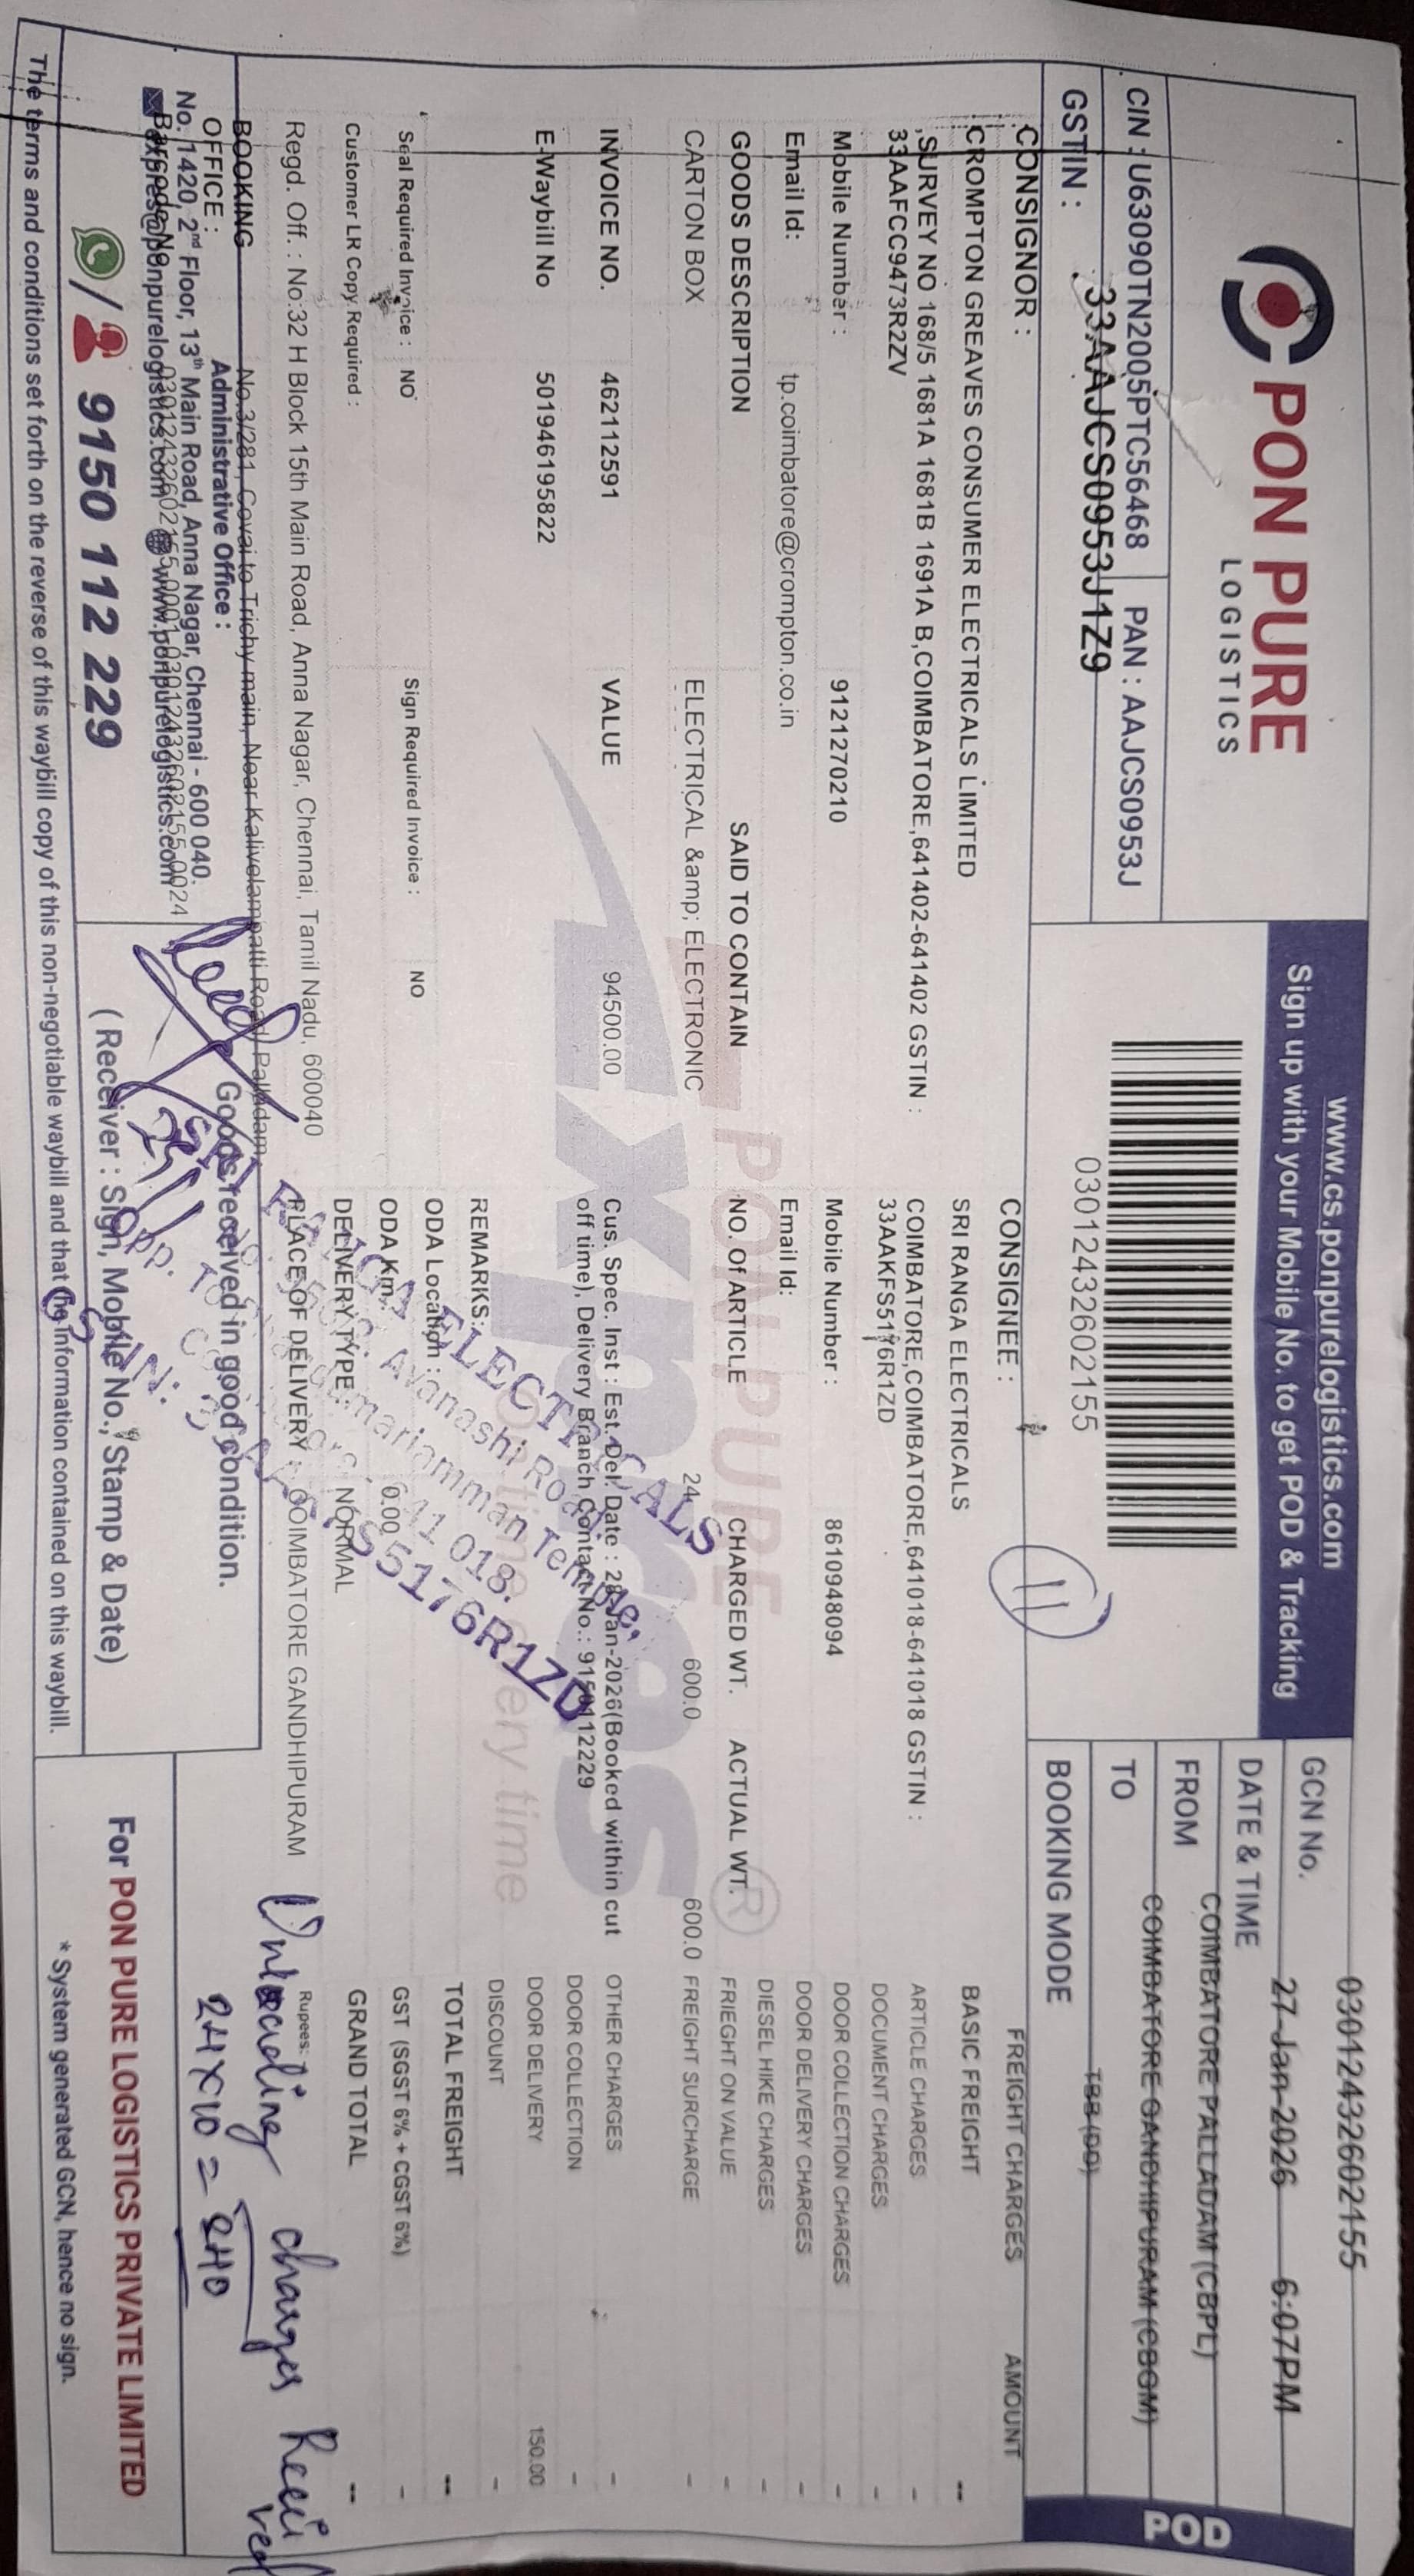 PON PURE
LOGISTICS
www.cs.ponpurelogistics.com
Sign up with your Mobile No. to get POD & Tracking
GCN No. 03012432602155
DATE & TIME 27-Jan-2026 6:07PM
FROM COIMBATORE PALLADAM (CBPL)
TO COIMBATORE GANDHIPURAM (CBGM)
BOOKING MODE TBB (DD)
POD
CIN : U63090TN2005PTC56468 PAN : AAJCS0953J
GSTIN : 33AAJCS0953J1Z9
03012432602155
11
CONSIGNOR :
CROMPTON GREAVES CONSUMER ELECTRICALS LIMITED
,SURVEY NO 168/5 1681A 1681B 1691A B,COIMBATORE,641402-641402 GSTIN :
33AAFCC9473R2ZV
Mobile Number : 9121270210
Email Id: tp.coimbatore@crompton.co.in
CONSIGNEE :
SRI RANGA ELECTRICALS
COIMBATORE,COIMBATORE,641018-641018 GSTIN :
33AAKFS5176R1ZD
Mobile Number : 8610948094
Email Id:
GOODS DESCRIPTION SAID TO CONTAIN NO. Of ARTICLE CHARGED WT. ACTUAL WT.
CARTON BOX ELECTRICAL &amp; ELECTRONIC 24 600.0 600.0
INVOICE NO. 462112591 VALUE 94500.00
E-Waybill No 501946195822
Cus. Spec. Inst : Est. Del. Date : 28-Jan-2026(Booked within cut
off time), Delivery Branch Contact No.: 9150112229
REMARKS:
Seal Required Invoice : NO Sign Required Invoice : NO
Customer LR Copy Required :
ODA Location :
ODA Km : 0.00
DELIVERY TYPE : NORMAL
PLACE OF DELIVERY : COIMBATORE GANDHIPURAM
Regd. Off. : No:32 H Block 15th Main Road, Anna Nagar, Chennai, Tamil Nadu, 600040
FREIGHT CHARGES AMOUNT
BASIC FREIGHT --
ARTICLE CHARGES -
DOCUMENT CHARGES -
DOOR COLLECTION CHARGES -
DOOR DELIVERY CHARGES -
DIESEL HIKE CHARGES -
FRIEGHT ON VALUE -
FREIGHT SURCHARGE -
OTHER CHARGES -
DOOR COLLECTION -
DOOR DELIVERY 150.00
DISCOUNT -
TOTAL FREIGHT --
GST (SGST 6% + CGST 6%) -
GRAND TOTAL --
Rupees:
PON PURE
Xpres
BOOKING No.3/281, Covai to Trichy main, Near Kalivelampatti Road Palladam,
OFFICE :
Administrative Office :
No. 1420, 2nd Floor, 13th Main Road, Anna Nagar, Chennai - 600 040.
Barcode No
xpres@ponpurelogistics.com www.ponpurelogistics.com
9150 112 229
Goods received in good condition.
( Receiver : Sign, Mobile No., Stamp & Date)
SRI RANGA ELECTRICALS
Avanashi Road,
641 018.
Unloading charges Received
24X10 = 240
For PON PURE LOGISTICS PRIVATE LIMITED
* System generated GCN, hence no sign.
The terms and conditions set forth on the reverse of this waybill copy of this non-negotiable waybill and that the information contained on this waybill.